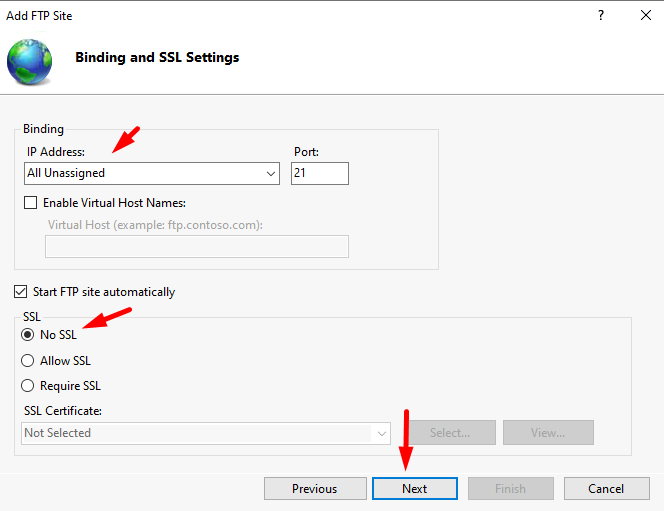 Add FTP Site
?
Binding and SSL Settings
Binding
IP Address: Port:
All Unassigned 21
Enable Virtual Host Names:
Virtual Host (example: ftp.contoso.com):
Start FTP site automatically
SSL
No SSL
Allow SSL
Require SSL
SSL Certificate:
Not Selected Select... View...
Previous Next Finish Cancel